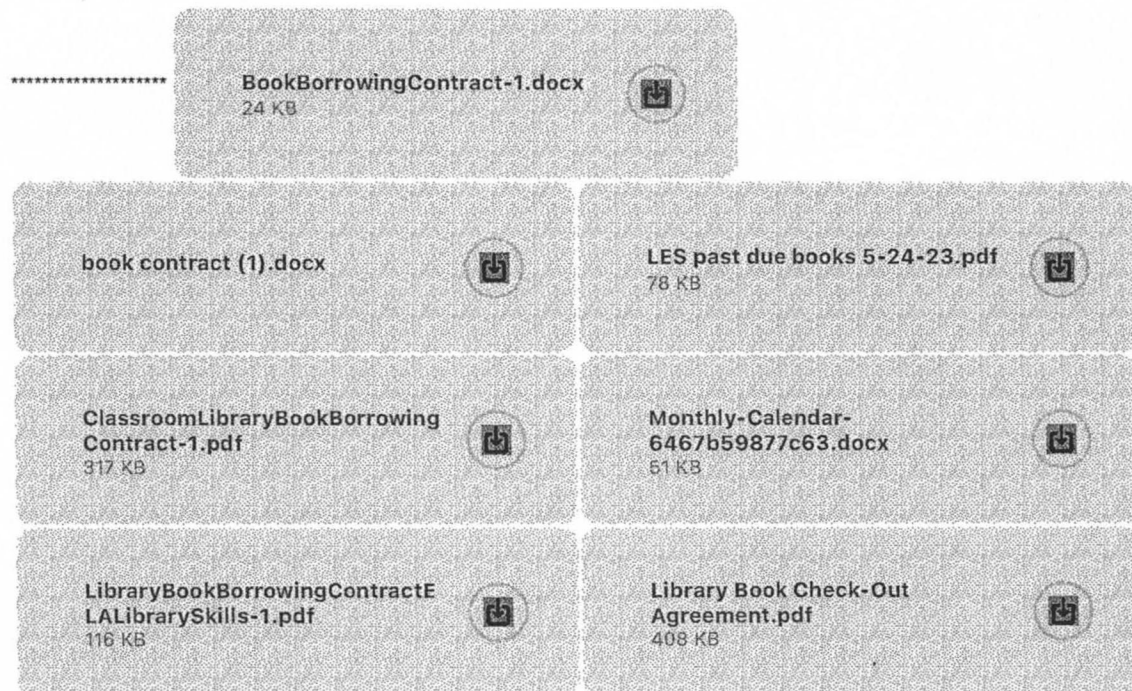 ******************** BookBorrowingContract-1.docx
24 KB
book contract (1).docx
LES past due books 5-24-23.pdf
78 KB
ClassroomLibraryBookBorrowing
Contract-1.pdf
317 KB
Monthly-Calendar-
6467b59877c63.docx
51 KB
LibraryBookBorrowingContractE
LALibrarySkills-1.pdf
116 KB
Library Book Check-Out
Agreement.pdf
408 KB